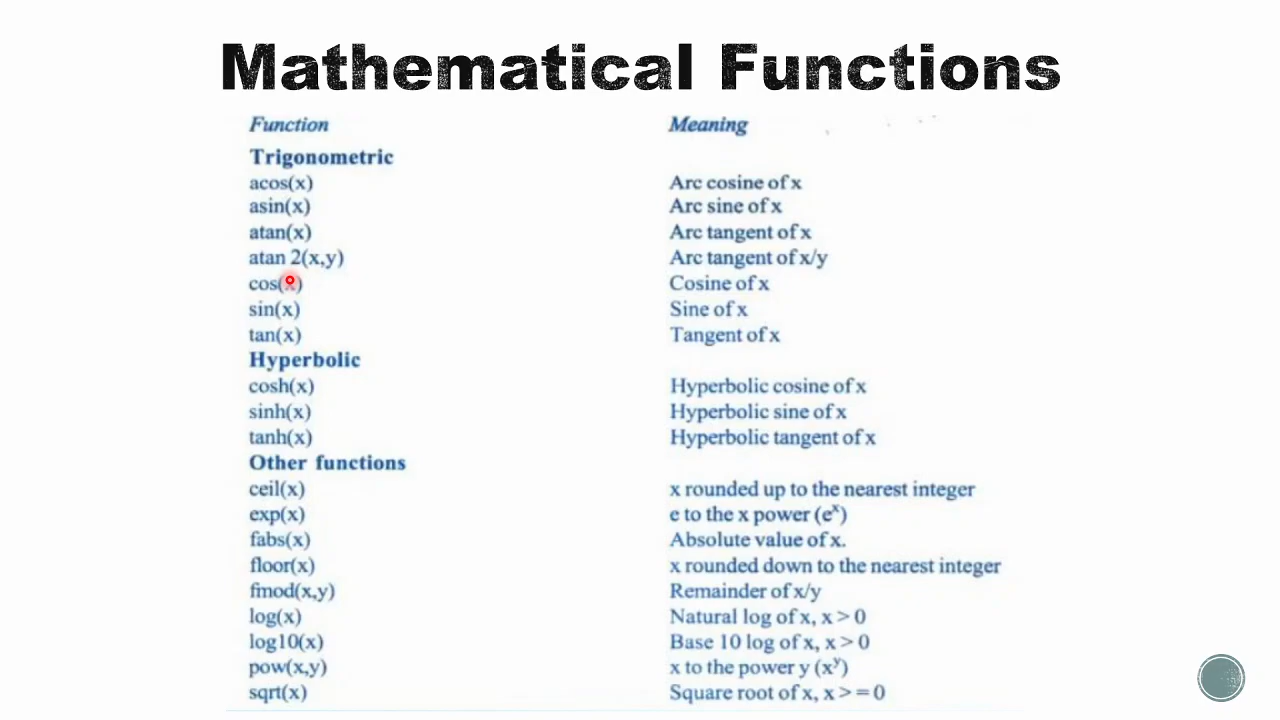 Mathematical Functions
Function Meaning
Trigonometric
acos(x) Arc cosine of x
asin(x) Arc sine of x
atan(x) Arc tangent of x
atan 2(x,y) Arc tangent of x/y
cos(x) Cosine of x
sin(x) Sine of x
tan(x) Tangent of x
Hyperbolic
cosh(x) Hyperbolic cosine of x
sinh(x) Hyperbolic sine of x
tanh(x) Hyperbolic tangent of x
Other functions
ceil(x) x rounded up to the nearest integer
exp(x) e to the x power (eˣ)
fabs(x) Absolute value of x.
floor(x) x rounded down to the nearest integer
fmod(x,y) Remainder of x/y
log(x) Natural log of x, x > 0
log10(x) Base 10 log of x, x > 0
pow(x,y) x to the power y (xʸ)
sqrt(x) Square root of x, x > = 0